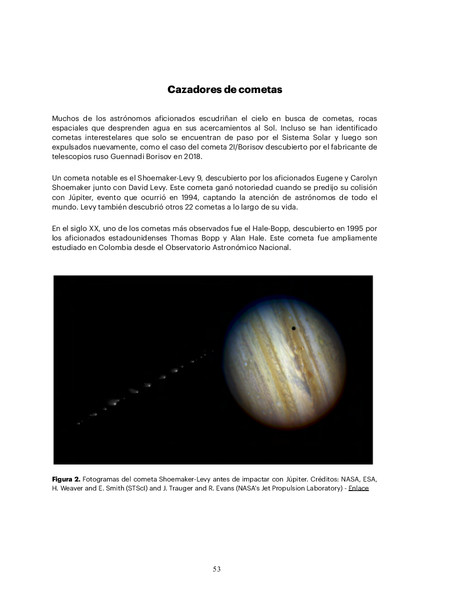 Cazadores de cometas
Muchos de los astrónomos aficionados escudriñan el cielo en busca de cometas, rocas
espaciales que desprenden agua en sus acercamientos al Sol. Incluso se han identificado
cometas interestelares que solo se encuentran de paso por el Sistema Solar y luego son
expulsados nuevamente, como el caso del cometa 2I/Borisov descubierto por el fabricante de
telescopios ruso Guennadi Borisov en 2018.
Un cometa notable es el Shoemaker-Levy 9, descubierto por los aficionados Eugene y Carolyn
Shoemaker junto con David Levy. Este cometa ganó notoriedad cuando se predijo su colisión
con Júpiter, evento que ocurrió en 1994, captando la atención de astrónomos de todo el
mundo. Levy también descubrió otros 22 cometas a lo largo de su vida.
En el siglo XX, uno de los cometas más observados fue el Hale-Bopp, descubierto en 1995 por
los aficionados estadounidenses Thomas Bopp y Alan Hale. Este cometa fue ampliamente
estudiado en Colombia desde el Observatorio Astronómico Nacional.
Figura 2. Fotogramas del cometa Shoemaker-Levy antes de impactar con Júpiter. Créditos: NASA, ESA,
H. Weaver and E. Smith (STScI) and J. Trauger and R. Evans (NASA's Jet Propulsion Laboratory) - Enlace
53